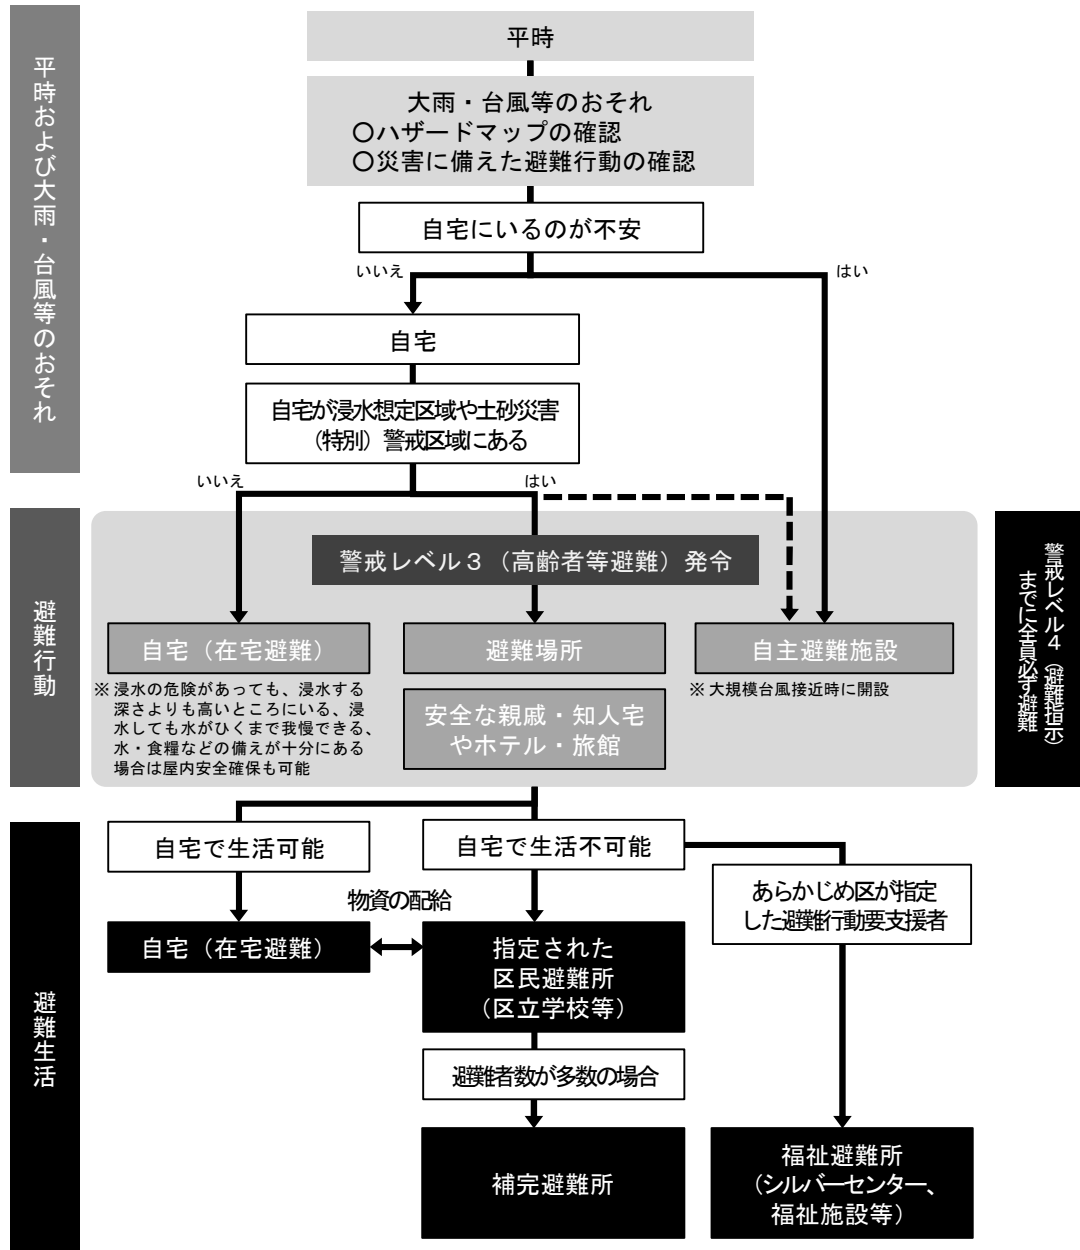 平時および大雨・台風等のおそれ
平時
大雨・台風等のおそれ
〇ハザードマップの確認
〇災害に備えた避難行動の確認
自宅にいるのが不安
いいえ
はい
自宅
自宅が浸水想定区域や土砂災害
（特別）警戒区域にある
いいえ
はい
避難行動
警戒レベル３（高齢者等避難）発令
自宅（在宅避難）
避難場所
自主避難施設
※浸水の危険があっても、浸水する
深さよりも高いところにいる、浸
水しても水がひくまで我慢できる、
水・食糧などの備えが十分にある
場合は屋内安全確保も可能
安全な親戚・知人宅
やホテル・旅館
※大規模台風接近時に開設
警戒レベル４（避難指示）
までに全員必ず避難
避難生活
自宅で生活可能
自宅で生活不可能
物資の配給
あらかじめ区が指定
した避難行動要支援者
自宅（在宅避難）
指定された
区民避難所
（区立学校等）
避難者数が多数の場合
補完避難所
福祉避難所
（シルバーセンター、
福祉施設等）